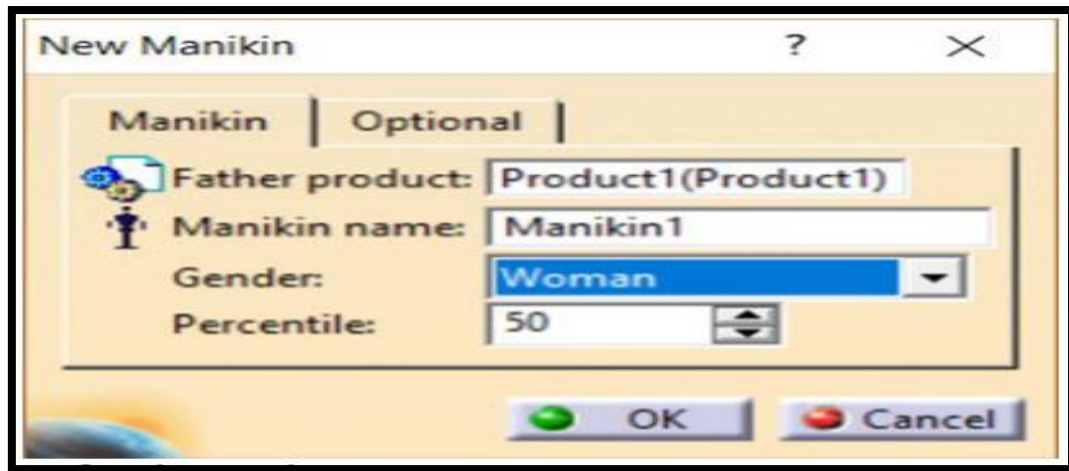 New Manikin ? ×
Manikin Optional
Father product: Product1(Product1)
Manikin name: Manikin1
Gender: Woman
Percentile: 50
OK Cancel